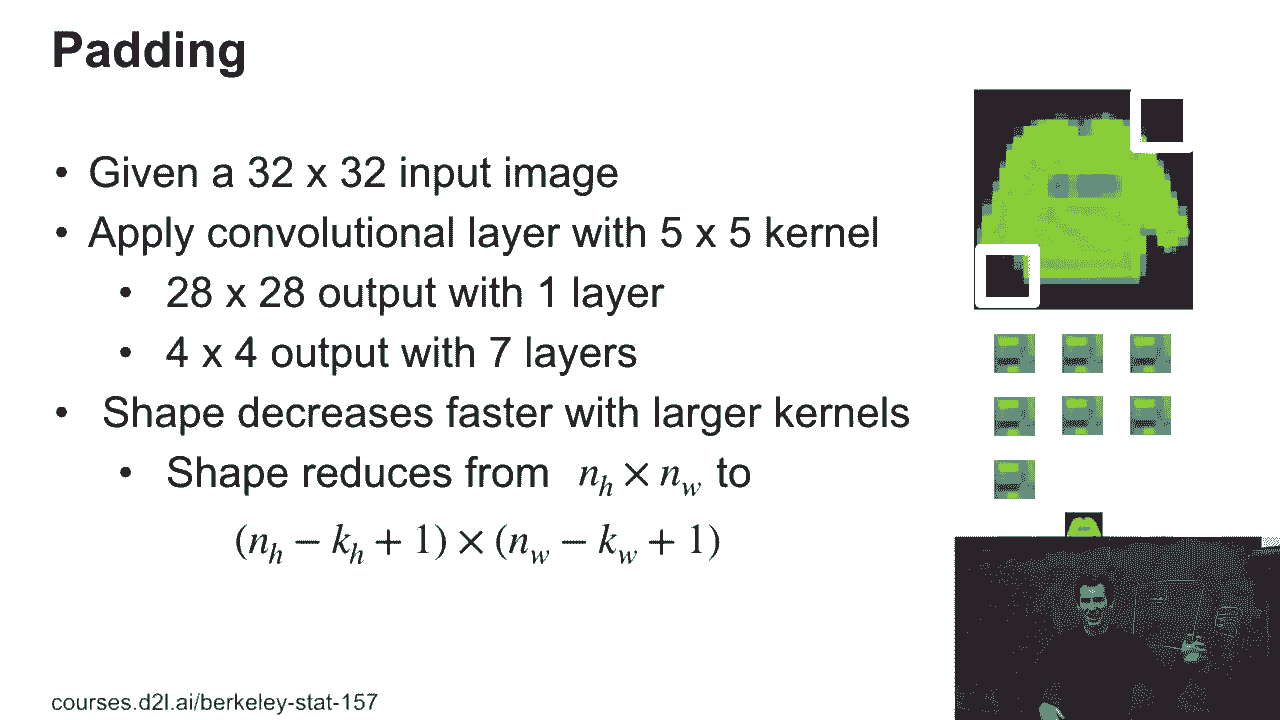 Padding
• Given a 32 x 32 input image
• Apply convolutional layer with 5 x 5 kernel
• 28 x 28 output with 1 layer
• 4 x 4 output with 7 layers
• Shape decreases faster with larger kernels
• Shape reduces from n_h × n_w to
(n_h − k_h + 1) × (n_w − k_w + 1)
courses.d2l.ai/berkeley-stat-157